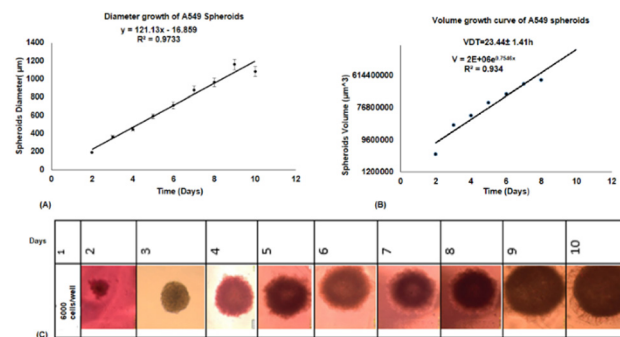 Diameter growth of A549 Spheroids
y = 121.13x - 16.859
R² = 0.9733
Spheroids Diameter( µm)
1400
1200
1000
800
600
400
200
0
0 2 4 6 8 10 12
Time (Days)
(A)
Volume growth curve of A549 spheroids
VDT=23.44± 1.41h
V = 2E+06e
R² = 0.934
Spheroids Volume (µm^3)
614400000
76800000
9600000
1200000
0 2 4 6 8 10 12
Time (Days)
(B)
Days 1 2 3 4 5 6 7 8 9 10
6000
cells/well
(C)